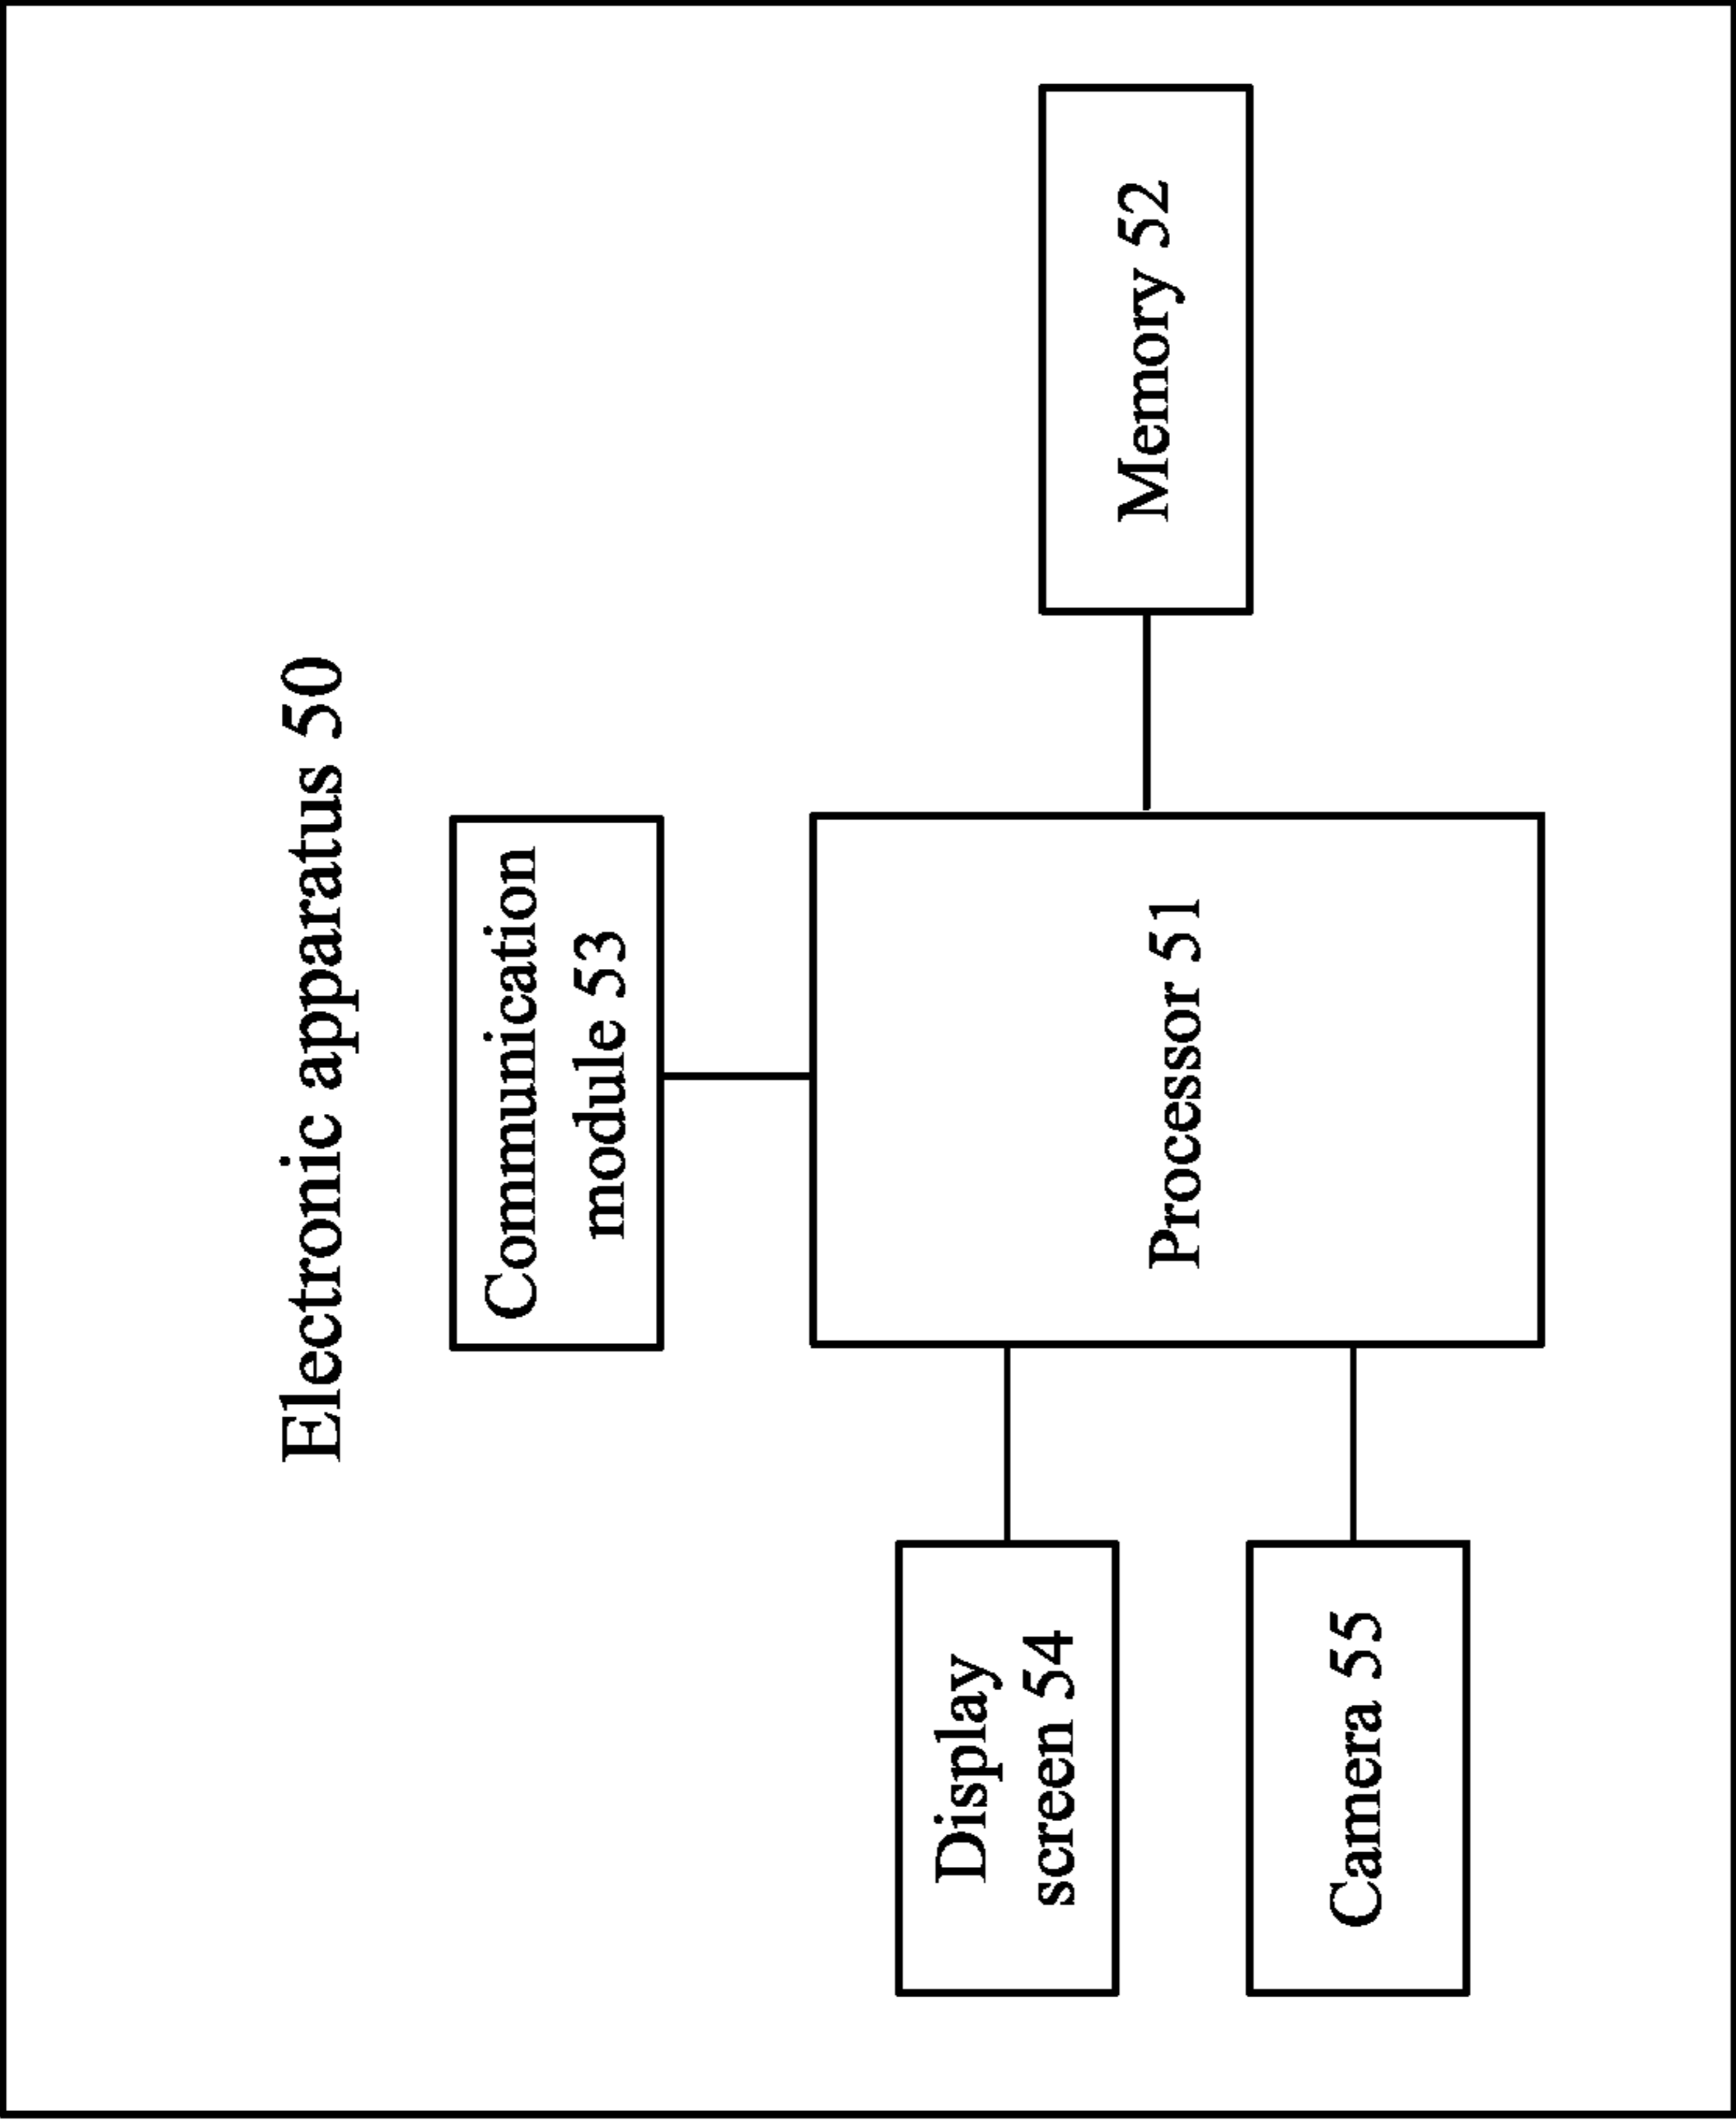 Electronic apparatus 50
Communication
module 53
Display
screen 54
Processor 51
Memory 52
Camera 55